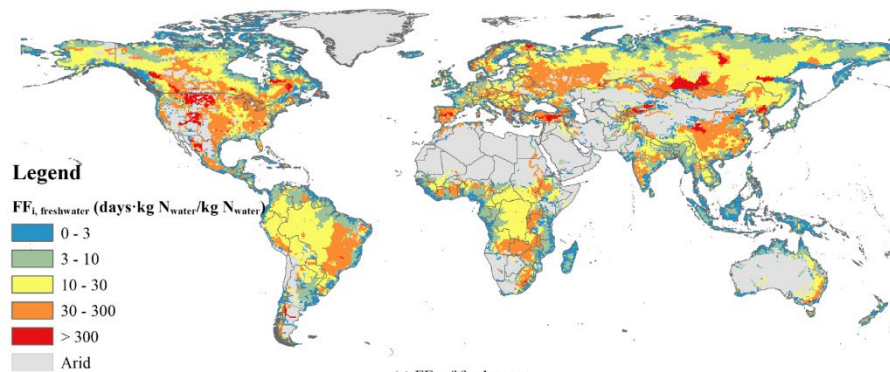 Legend
FFi, freshwater (days·kg Nwater/kg Nwater)
0 - 3
3 - 10
10 - 30
30 - 300
> 300
Arid